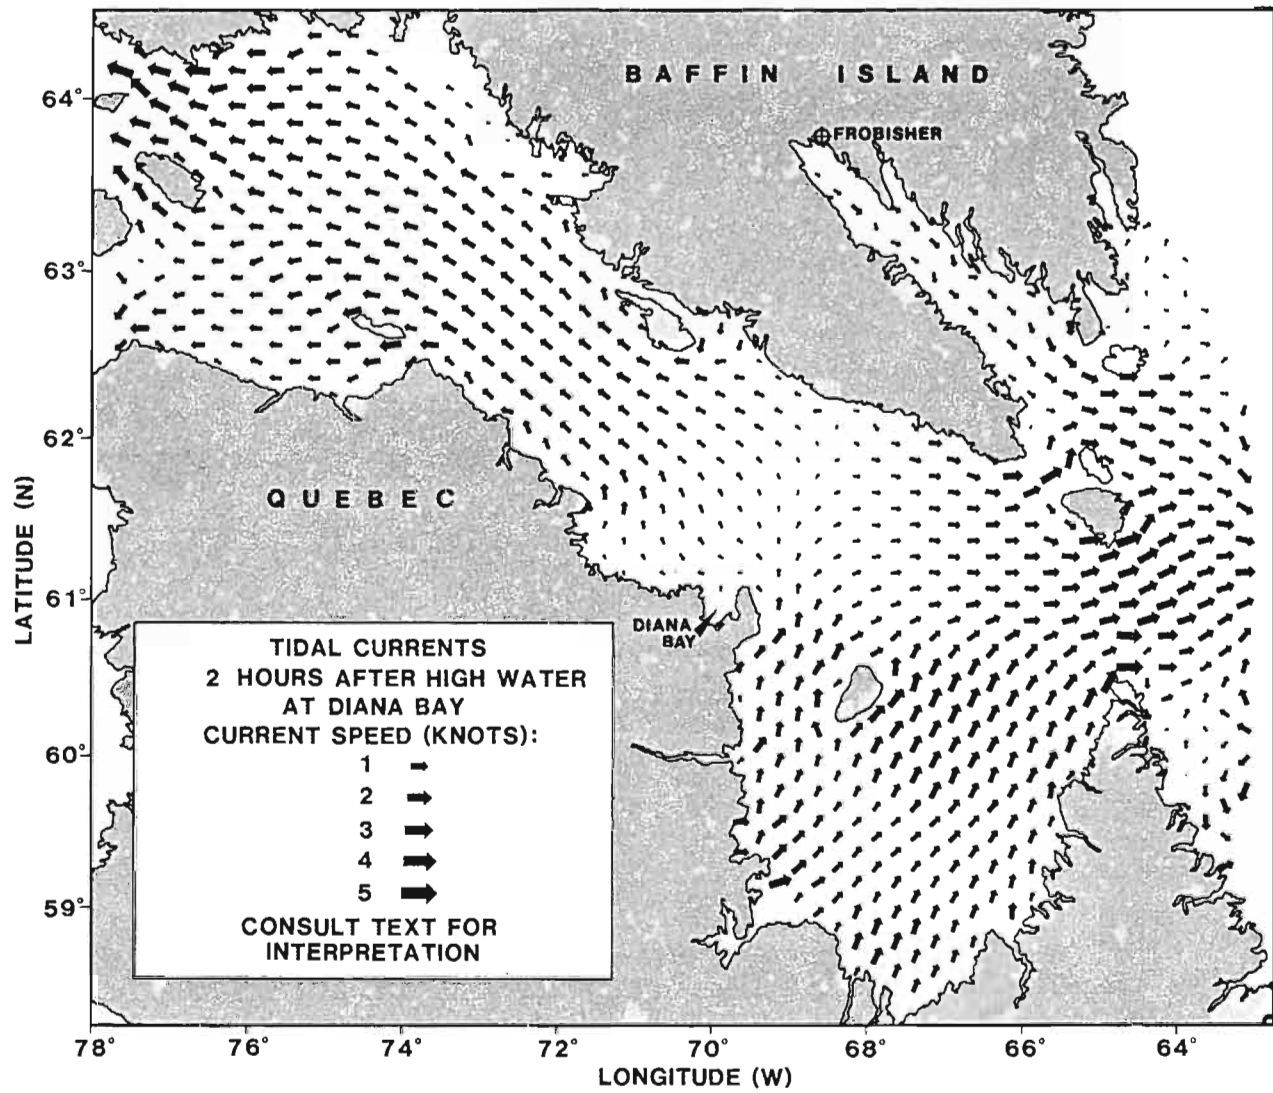 BAFFIN ISLAND
64°
FROBISHER
63°
62°
QUEBEC
LATITUDE (N)
61°
DIANA
BAY
TIDAL CURRENTS
2 HOURS AFTER HIGH WATER
AT DIANA BAY
CURRENT SPEED (KNOTS):
60°
1
2
3
4
5
59°
CONSULT TEXT FOR
INTERPRETATION
78° 76° 74° 72° 70° 68° 66° 64°
LONGITUDE (W)